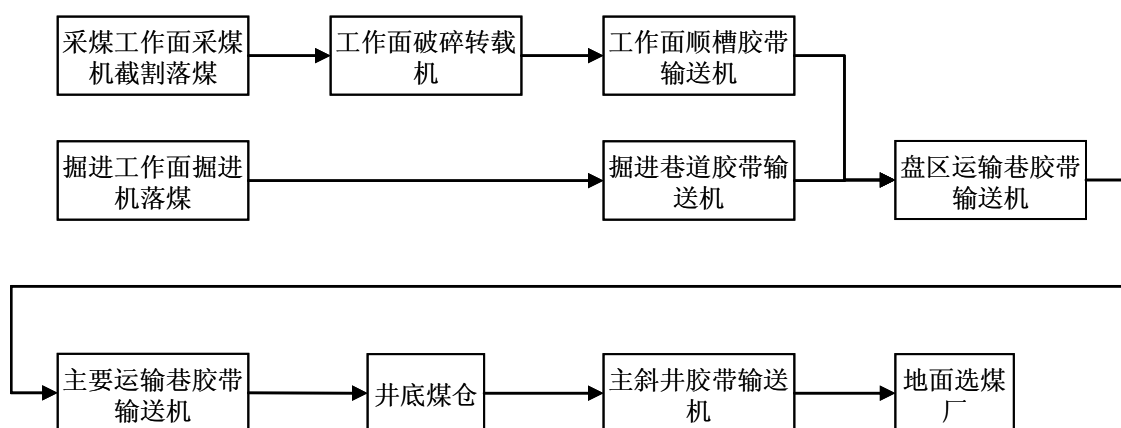 采煤工作面采煤
机截割落煤
工作面破碎转载
机
工作面顺槽胶带
输送机
掘进工作面掘进
机落煤
掘进巷道胶带输
送机
盘区运输巷胶带
输送机
主要运输巷胶带
输送机
井底煤仓
主斜井胶带输送
机
地面选煤
厂